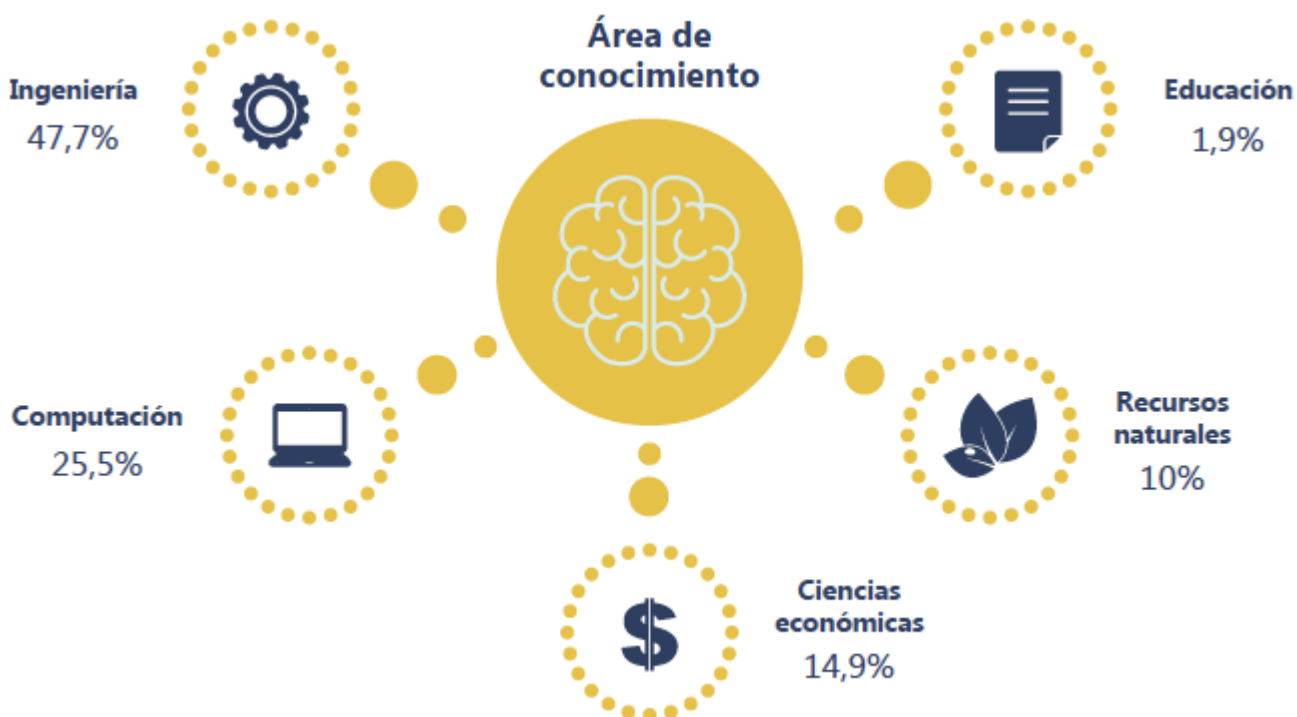 Área de
conocimiento
Ingeniería
47,7%
Educación
1,9%
Computación
25,5%
Recursos
naturales
10%
Ciencias
económicas
14,9%